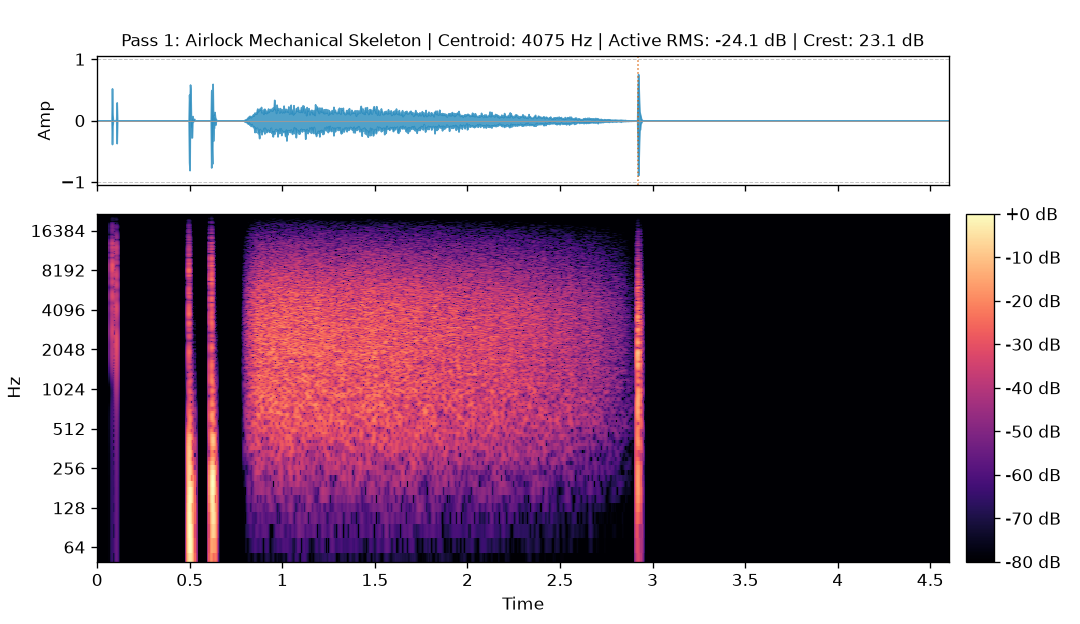 Pass 1: Airlock Mechanical Skeleton | Centroid: 4075 Hz | Active RMS: -24.1 dB | Crest: 23.1 dB
1
0
−1
Amp
16384
8192
4096
2048
1024
512
256
128
64
Hz
0
0.5
1
1.5
2
2.5
3
3.5
4
4.5
Time
+0 dB
-10 dB
-20 dB
-30 dB
-40 dB
-50 dB
-60 dB
-70 dB
-80 dB